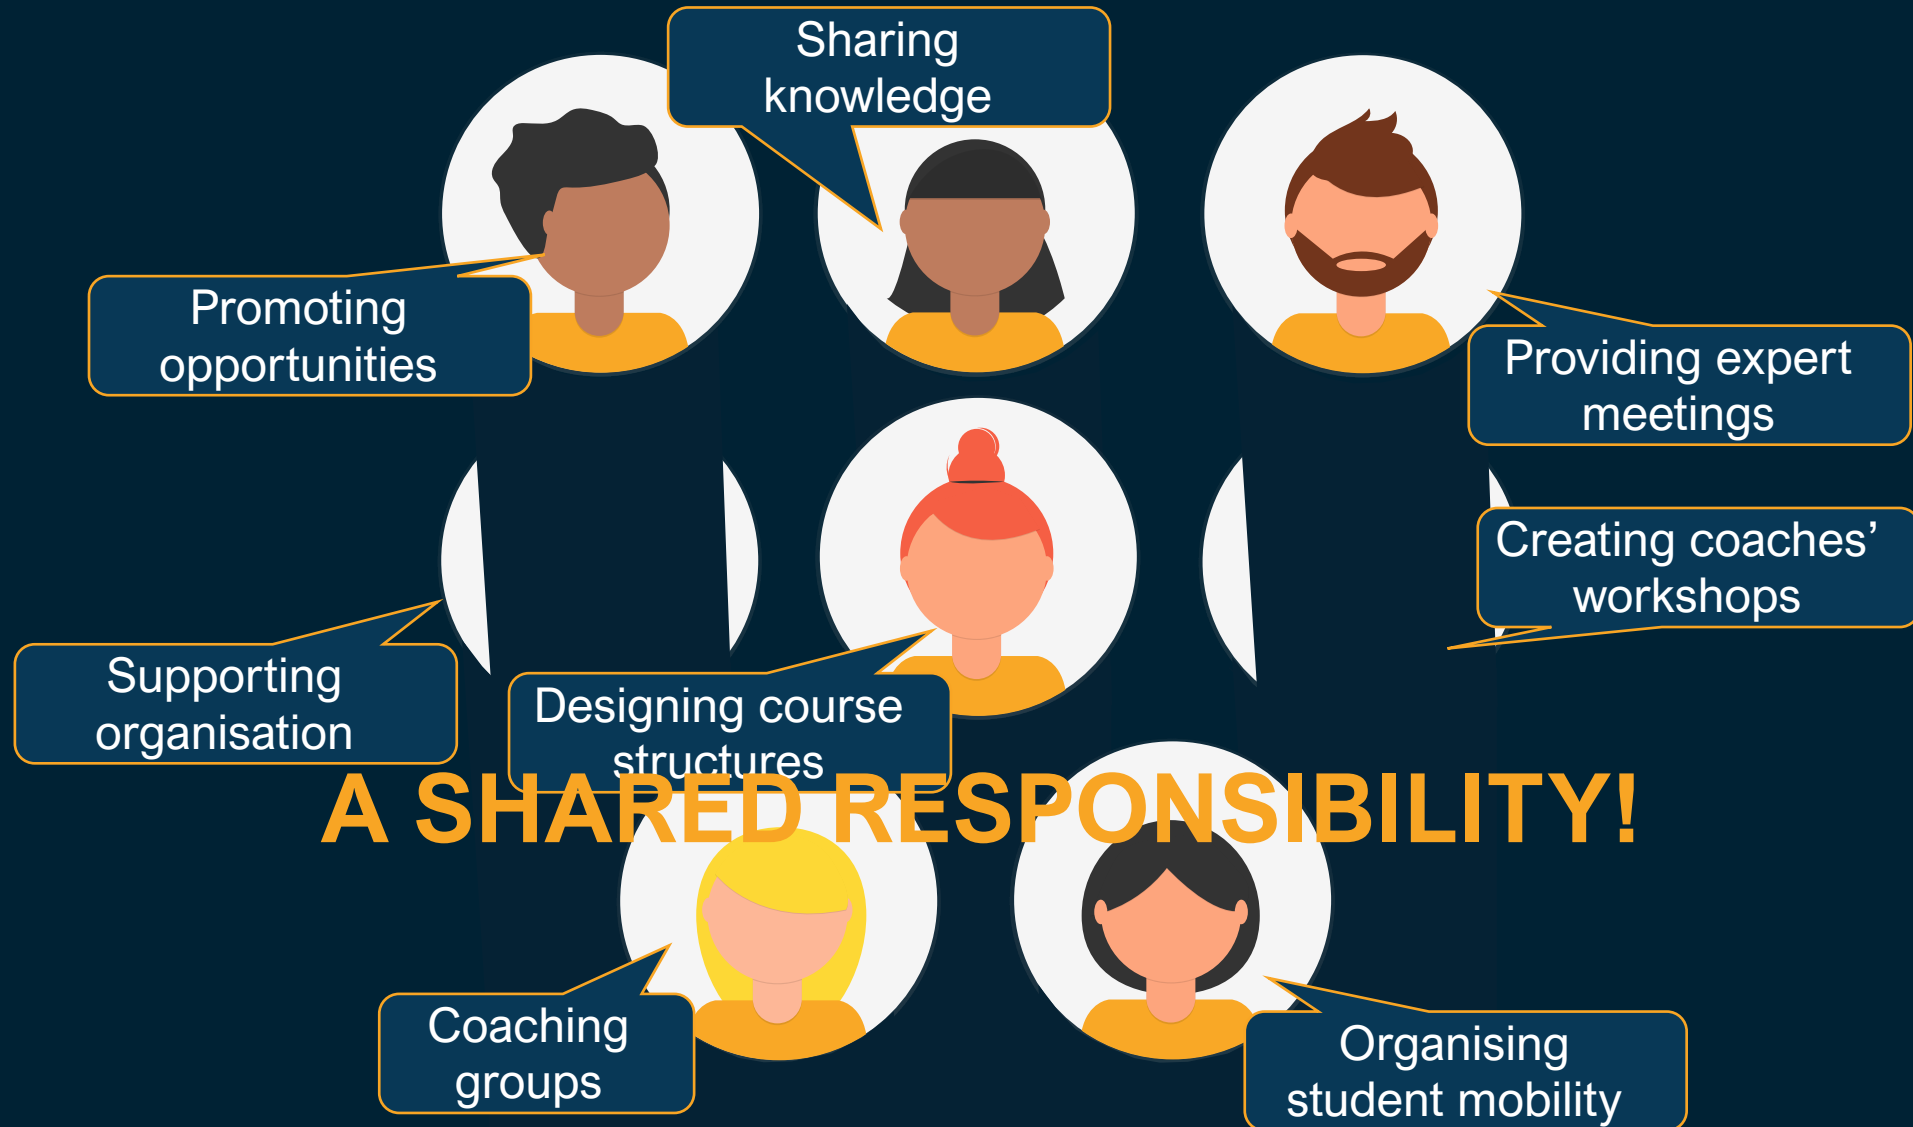 Sharing
knowledge
Promoting
opportunities
Providing expert
meetings
Creating coaches’
workshops
Supporting
organisation
Designing course
structures
A SHARED RESPONSIBILITY!
Coaching
groups
Organising
student mobility